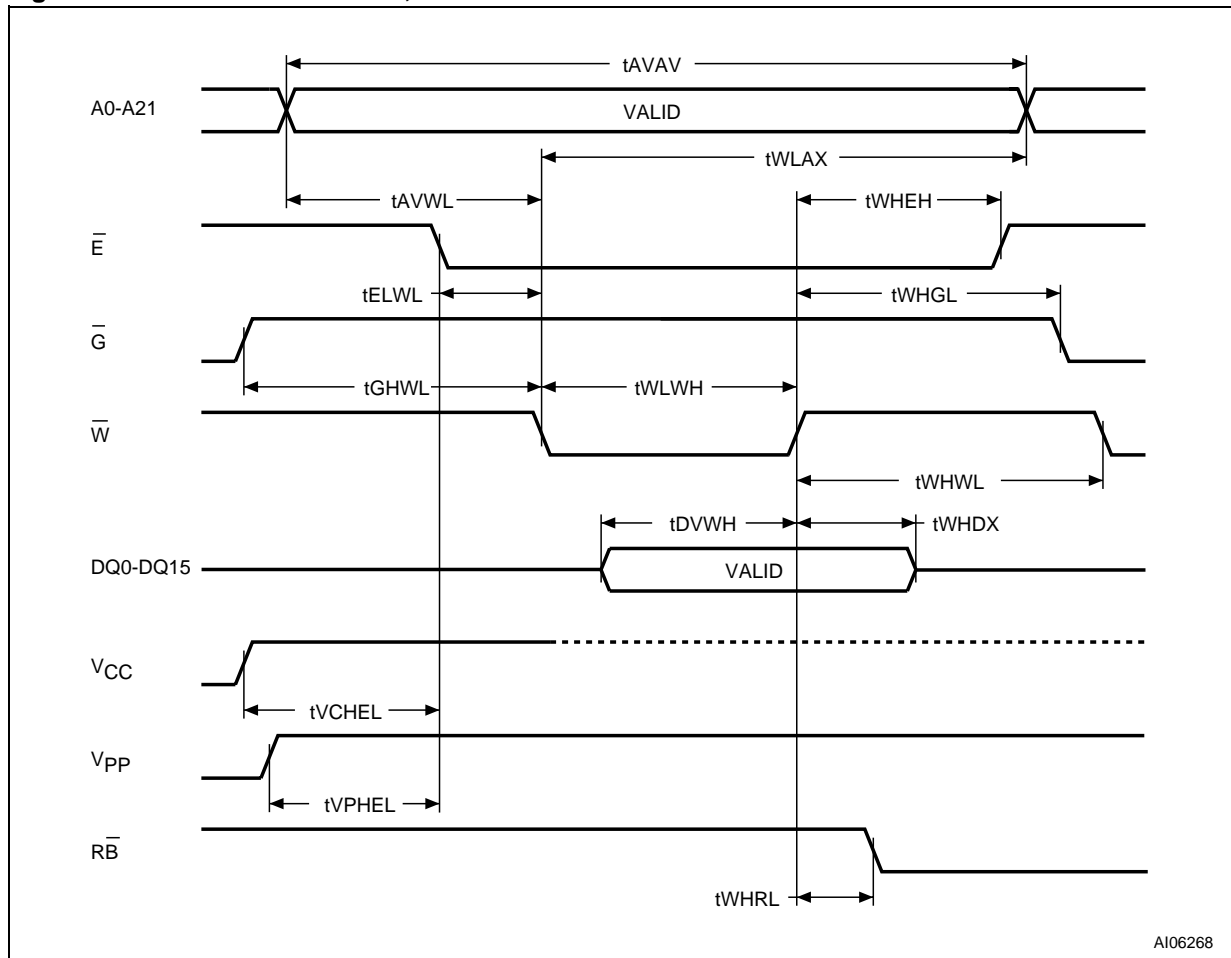 tAVAV
A0-A21
VALID
tWLAX
tAVWL
tWHEH
E̅
tELWL
tWHGL
G̅
tGHWL
tWLWH
W̅
tWHWL
tDVWH
tWHDX
DQ0-DQ15
VALID
VCC
tVCHEL
VPP
tVPHEL
RB̅
tWHRL
AI06268